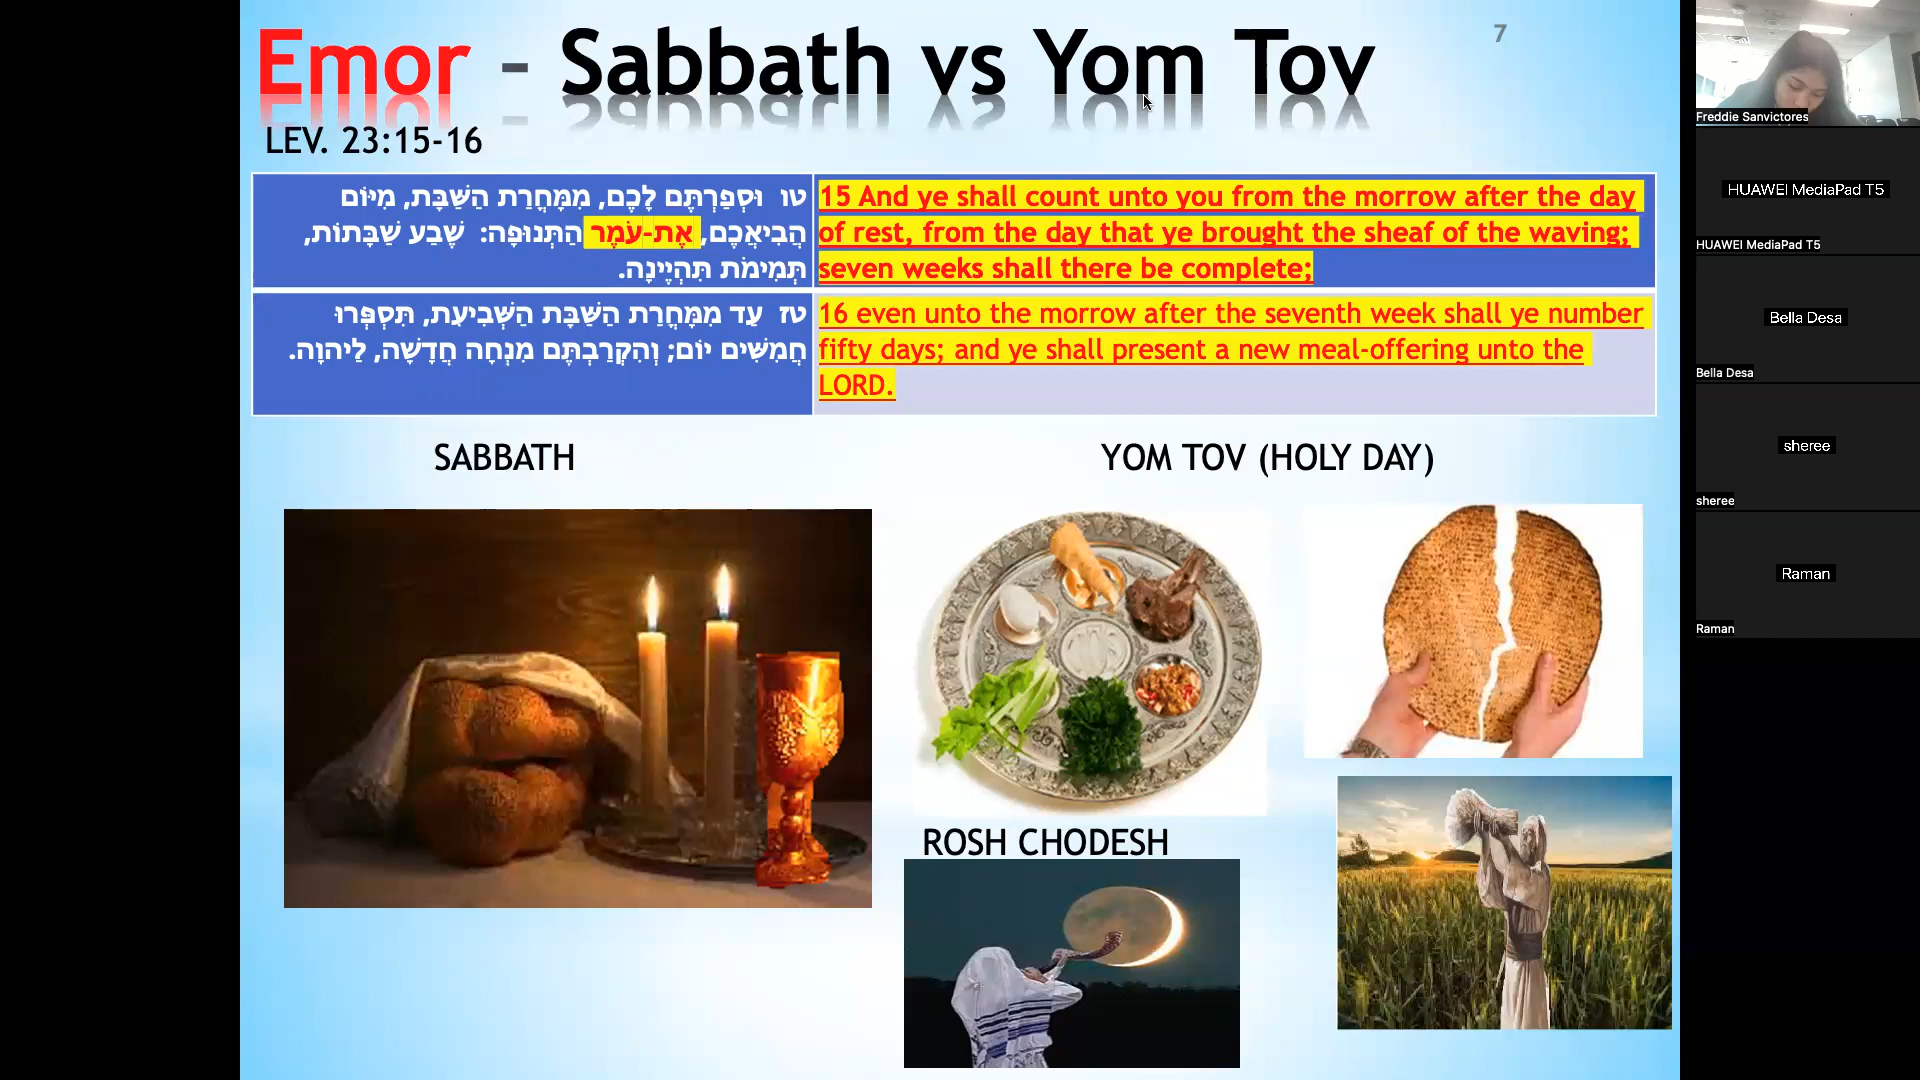 Emor - Sabbath vs Yom Tov
7
LEV. 23:15-16
טו  וּסְפַרְתֶּם לָכֶם, מִמָּחֳרַת הַשַּׁבָּת, מִיּוֹם
הֲבִיאֲכֶם, אֶת-עֹמֶר הַתְּנוּפָה:  שֶׁבַע שַׁבָּתוֹת,
תְּמִימֹת תִּהְיֶינָה.
15 And ye shall count unto you from the morrow after the day
of rest, from the day that ye brought the sheaf of the waving;
seven weeks shall there be complete;
טז  עַד מִמָּחֳרַת הַשַּׁבָּת הַשְּׁבִיעִת, תִּסְפְּרוּ
חֲמִשִּׁים יוֹם; וְהִקְרַבְתֶּם מִנְחָה חֲדָשָׁה, לַיהוָה.
16 even unto the morrow after the seventh week shall ye number
fifty days; and ye shall present a new meal-offering unto the
LORD.
SABBATH
YOM TOV (HOLY DAY)
ROSH CHODESH
Freddie Sanvictores
HUAWEI MediaPad T5
HUAWEI MediaPad T5
Bella Desa
Bella Desa
sheree
sheree
Raman
Raman